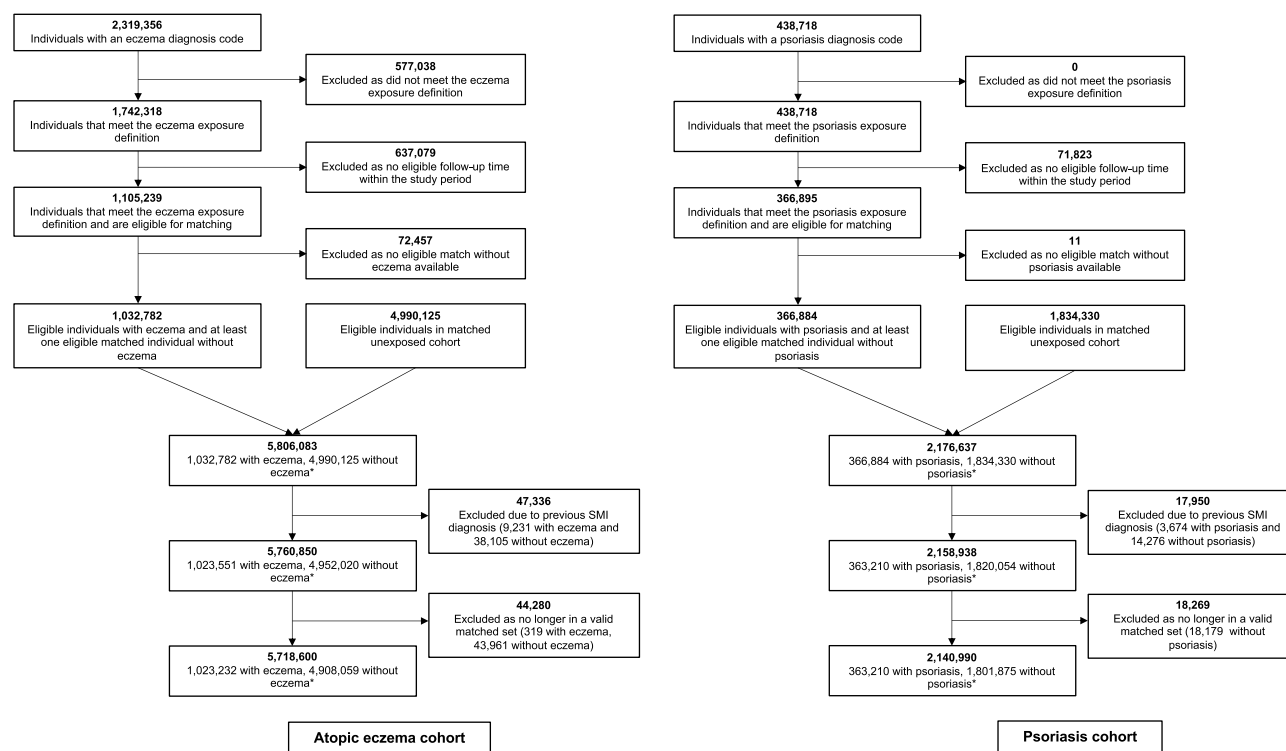 2,319,356
Individuals with an eczema diagnosis code
577,038
Excluded as did not meet the eczema
exposure definition
1,742,318
Individuals that meet the eczema exposure
definition
637,079
Excluded as no eligible follow-up time
within the study period
1,105,239
Individuals that meet the eczema exposure
definition and are eligible for matching
72,457
Excluded as no eligible match without
eczema available
1,032,782
Eligible individuals with eczema and at least
one eligible matched individual without
eczema
4,990,125
Eligible individuals in matched
unexposed cohort
5,806,083
1,032,782 with eczema, 4,990,125 without
eczema*
47,336
Excluded due to previous SMI
diagnosis (9,231 with eczema and
38,105 without eczema)
5,760,850
1,023,551 with eczema, 4,952,020 without
eczema*
44,280
Excluded as no longer in a valid
matched set (319 with eczema,
43,961 without eczema)
5,718,600
1,023,232 with eczema, 4,908,059 without
eczema*
Atopic eczema cohort
438,718
Individuals with a psoriasis diagnosis code
0
Excluded as did not meet the psoriasis
exposure definition
438,718
Individuals that meet the psoriasis exposure
definition
71,823
Excluded as no eligible follow-up time
within the study period
366,895
Individuals that meet the psoriasis exposure
definition and are eligible for matching
11
Excluded as no eligible match without
psoriasis available
366,884
Eligible individuals with psoriasis and at least
one eligible matched individual without
psoriasis
1,834,330
Eligible individuals in matched
unexposed cohort
2,176,637
366,884 with psoriasis, 1,834,330 without
psoriasis*
17,950
Excluded due to previous SMI
diagnosis (3,674 with psoriasis and
14,276 without psoriasis)
2,158,938
363,210 with psoriasis, 1,820,054 without
psoriasis*
18,269
Excluded as no longer in a valid
matched set (18,179 without
psoriasis)
2,140,990
363,210 with psoriasis, 1,801,875 without
psoriasis*
Psoriasis cohort